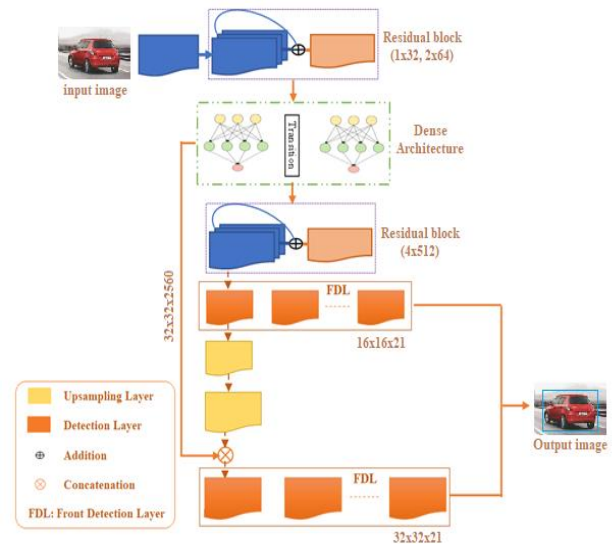 Residual block
(1x32, 2x64)
input image
Transition
Dense
Architecture
Residual block
(4x512)
32x32x2560
FDL
16x16x21
Upsampling Layer
Detection Layer
Addition
Concatenation
FDL: Front Detection Layer
Output image
FDL
32x32x21